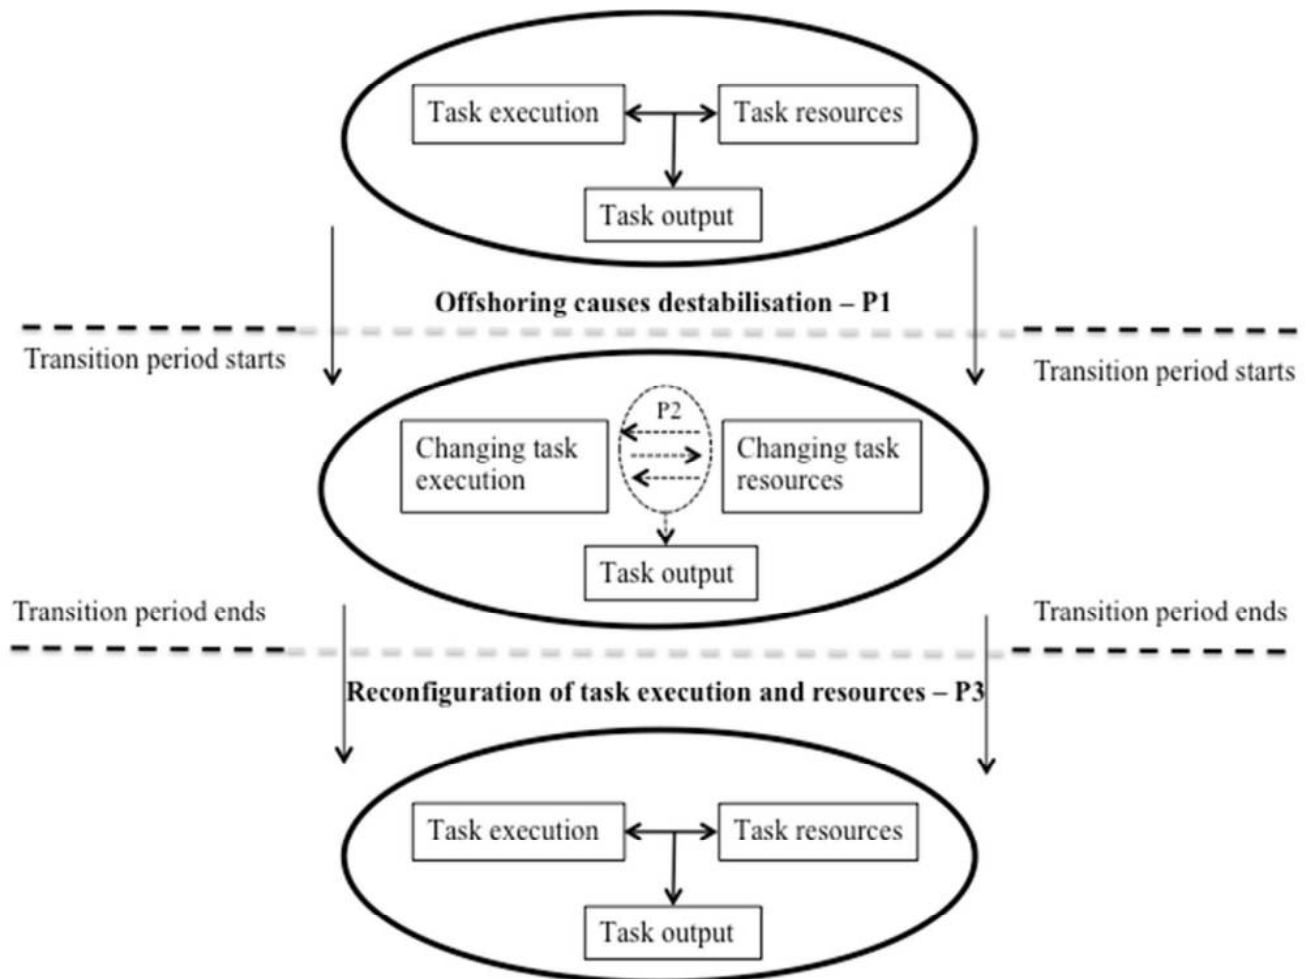 Task execution
Task resources
Task output
Offshoring causes destabilisation – P1
Transition period starts
Transition period starts
P2
Changing task
execution
Changing task
resources
Task output
Transition period ends
Transition period ends
Reconfiguration of task execution and resources – P3
Task execution
Task resources
Task output